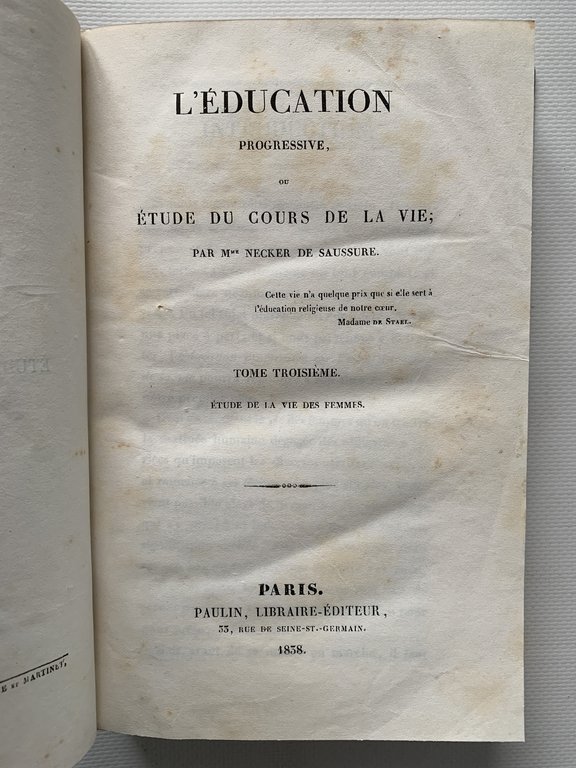 L'ÉDUCATION
PROGRESSIVE,
OU
ÉTUDE DU COURS DE LA VIE;
PAR Mme NECKER DE SAUSSURE.
Cette vie n'a quelque prix que si elle sert à
l'éducation religieuse de notre cœur.
Madame DE STAEL.
TOME TROISIÈME.
ÉTUDE DE LA VIE DES FEMMES.
PARIS.
PAULIN, LIBRAIRE-ÉDITEUR,
33, RUE DE SEINE-ST.-GERMAIN.
1838.
ET MARTINET,